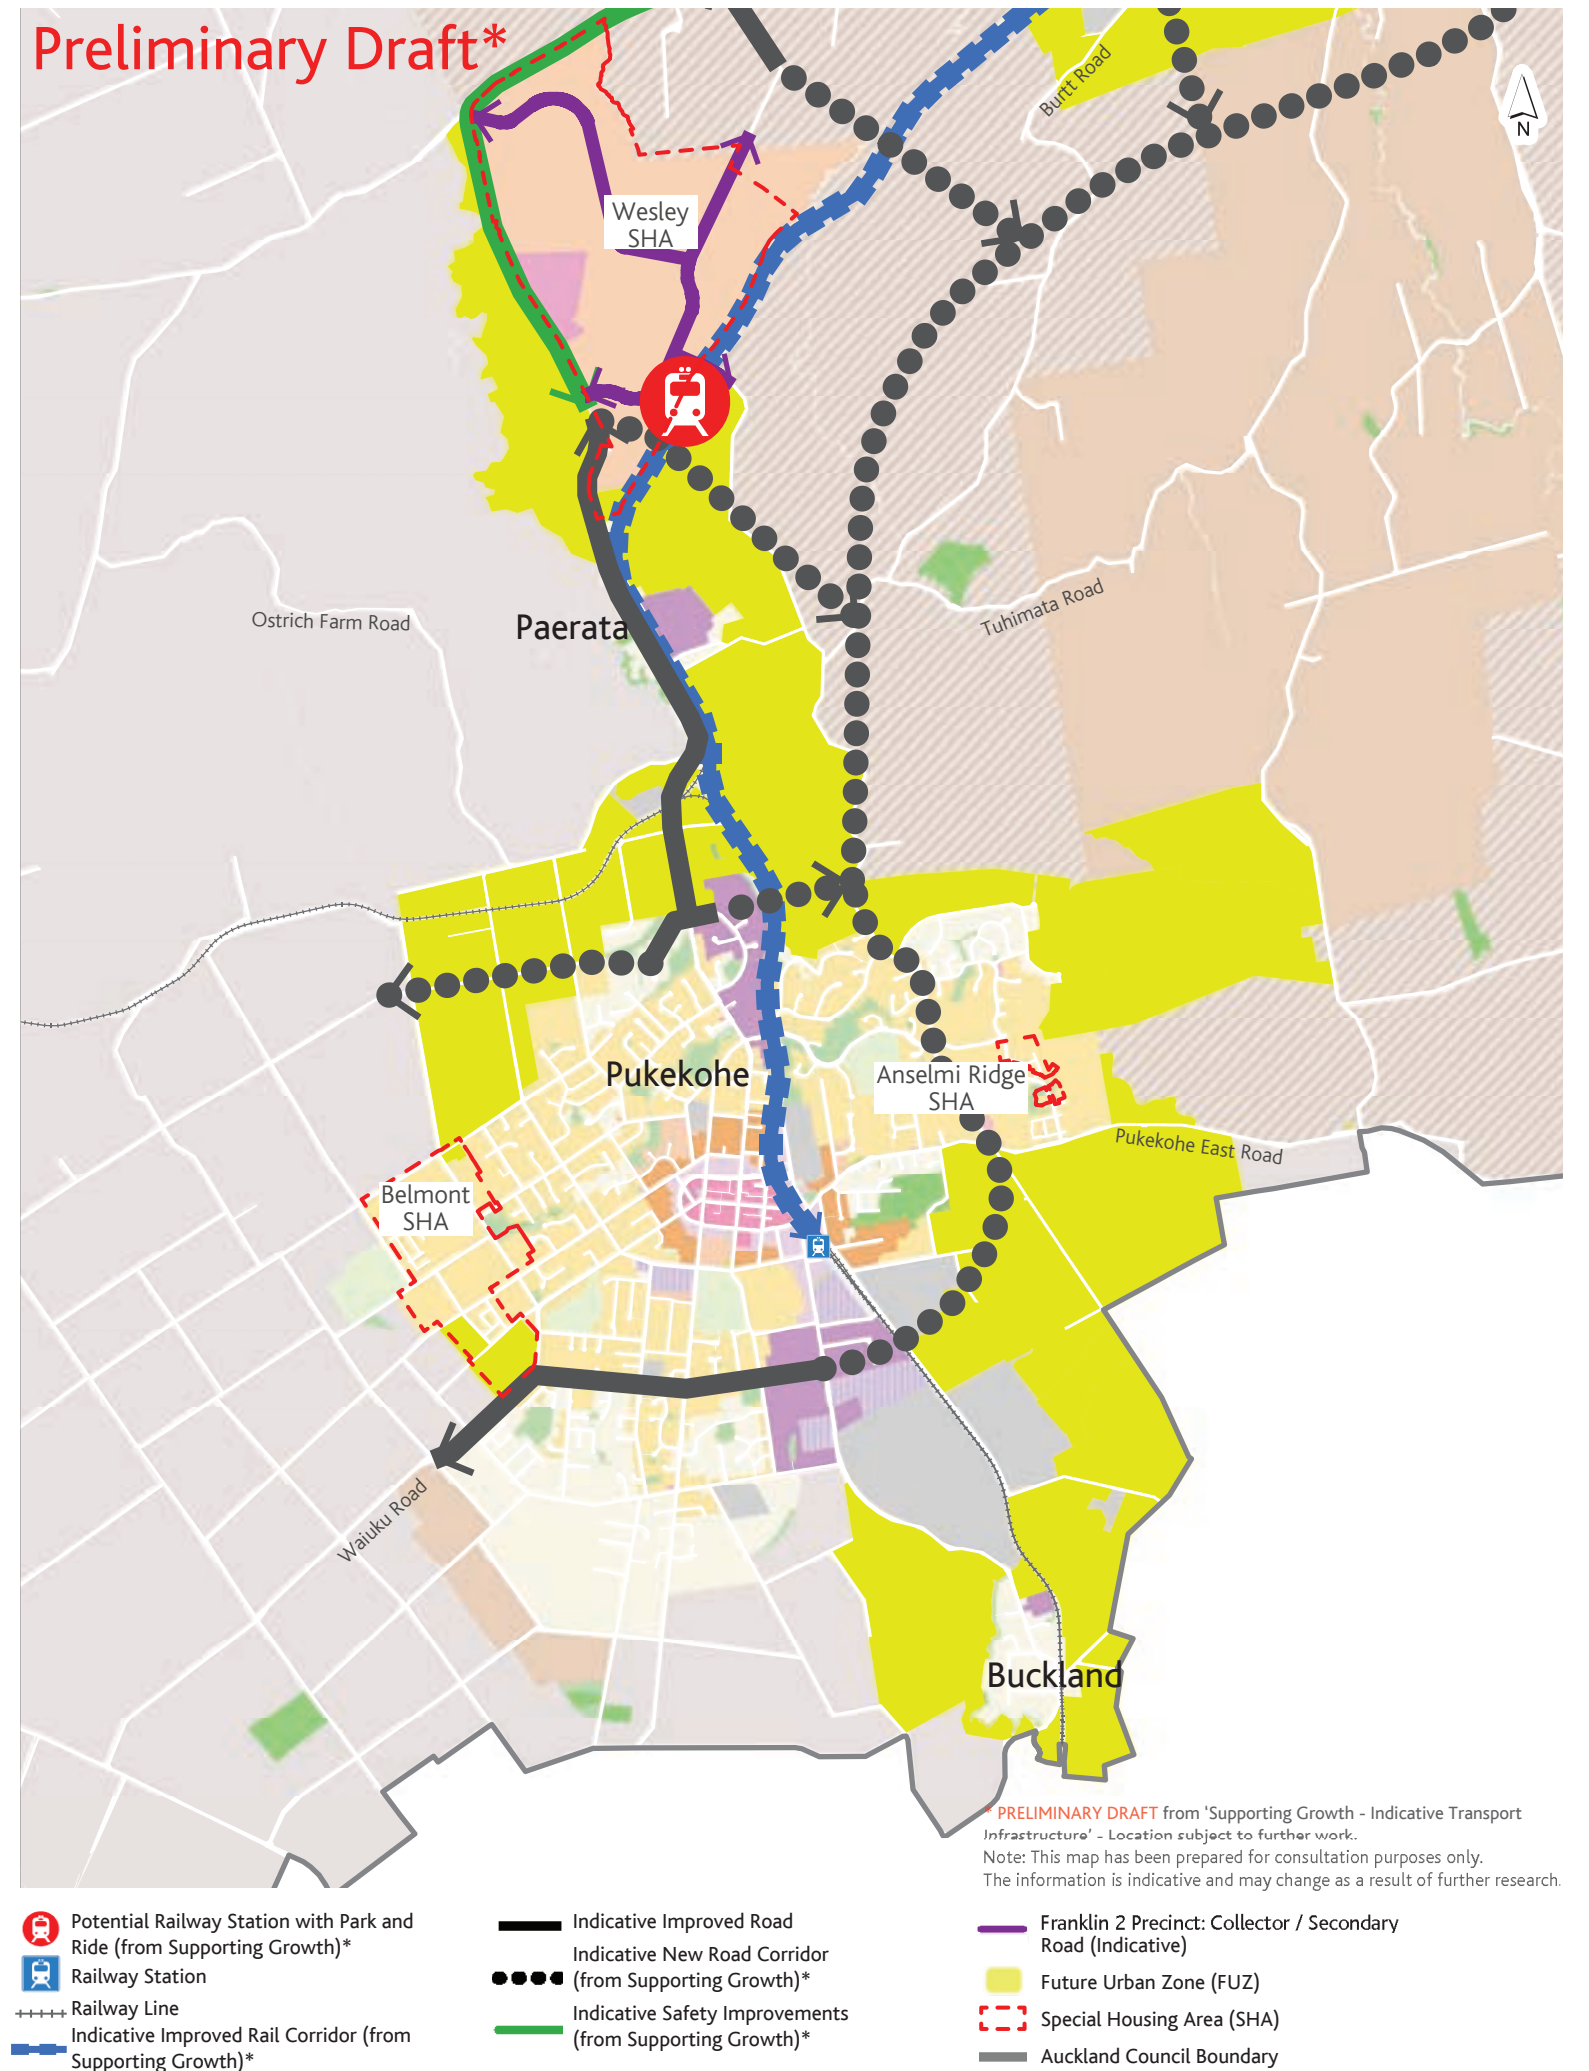 Preliminary Draft*
Burtt Road
N
Wesley
SHA
Ostrich Farm Road
Paerata
Tuhimata Road
Pukekohe
Anselmi Ridge
SHA
Pukekohe East Road
Belmont
SHA
Waiuku Road
Buckland
* PRELIMINARY DRAFT from 'Supporting Growth - Indicative Transport
Infrastructure' - Location subject to further work.
Note: This map has been prepared for consultation purposes only.
The information is indicative and may change as a result of further research.
Potential Railway Station with Park and
Ride (from Supporting Growth)*
Railway Station
Railway Line
Indicative Improved Rail Corridor (from
Supporting Growth)*
Indicative Improved Road
Indicative New Road Corridor
(from Supporting Growth)*
Indicative Safety Improvements
(from Supporting Growth)*
Franklin 2 Precinct: Collector / Secondary
Road (Indicative)
Future Urban Zone (FUZ)
Special Housing Area (SHA)
Auckland Council Boundary